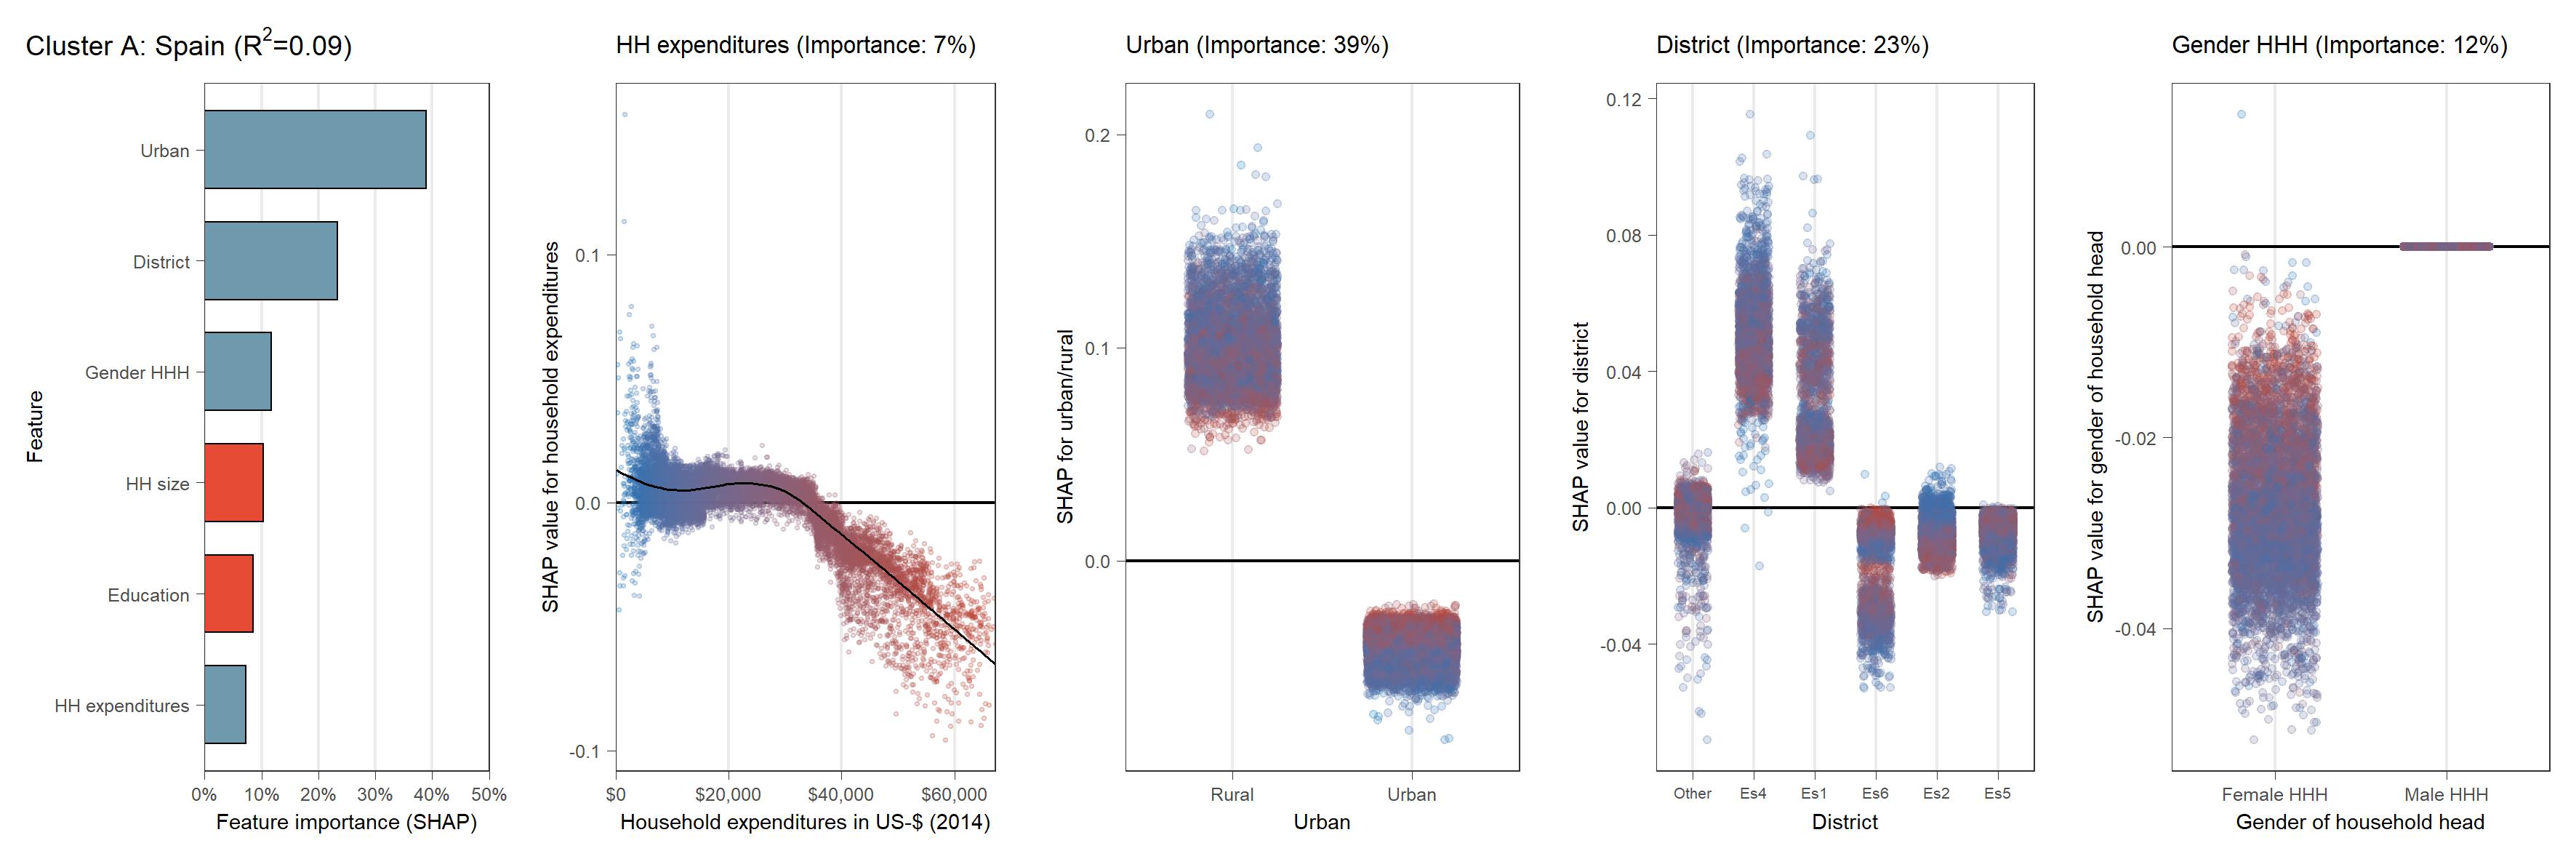 Cluster A: Spain (R²=0.09)
Feature
Urban
District
Gender HHH
HH size
Education
HH expenditures
0% 10% 20% 30% 40% 50%
Feature importance (SHAP)
HH expenditures (Importance: 7%)
SHAP value for household expenditures
0.1
0.0
-0.1
$0 $20,000 $40,000 $60,000
Household expenditures in US-$ (2014)
Urban (Importance: 39%)
SHAP for urban/rural
0.2
0.1
0.0
Rural Urban
Urban
District (Importance: 23%)
SHAP value for district
0.12
0.08
0.04
0.00
-0.04
Other Es4 Es1 Es6 Es2 Es5
District
Gender HHH (Importance: 12%)
SHAP value for gender of household head
0.00
-0.02
-0.04
Female HHH Male HHH
Gender of household head